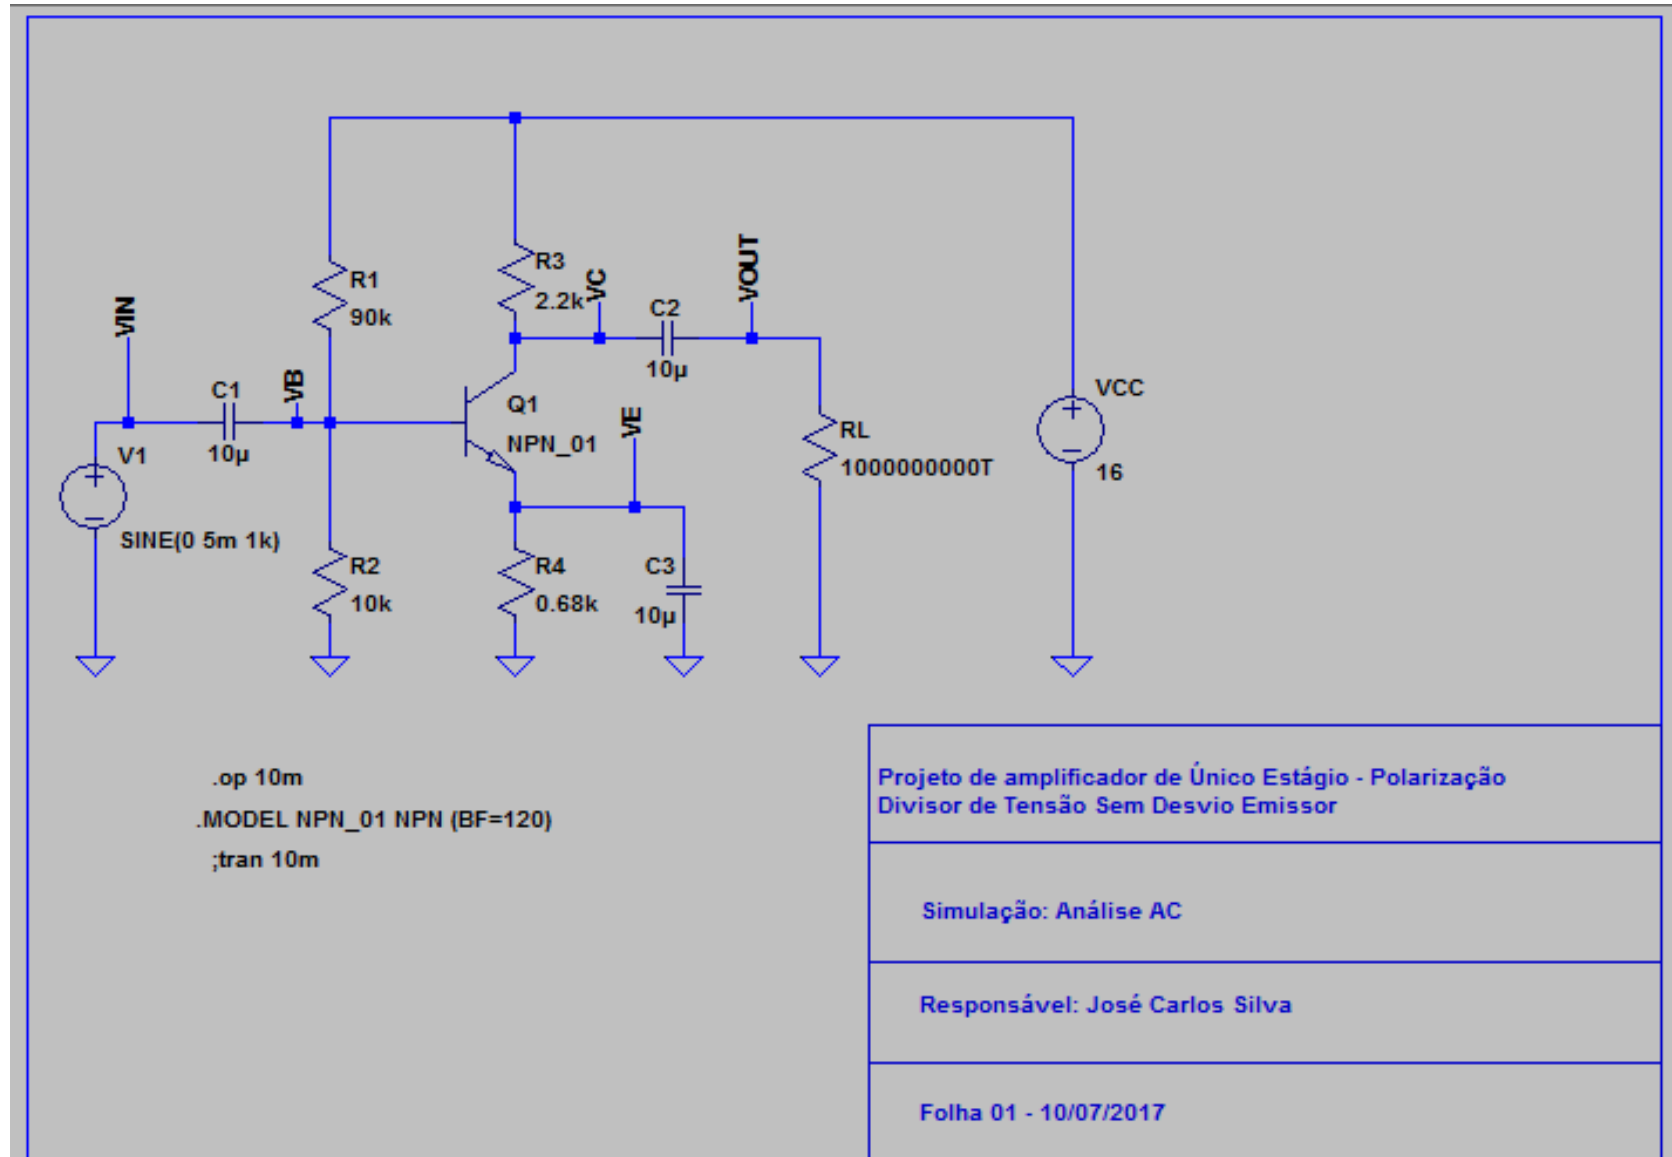 R1
90k
R3
2.2k
VC
VOUT
VIN
C2
10µ
VB
C1
10µ
Q1
NPN_01
VE
RL
1000000000T
VCC
16
V1
SINE(0 5m 1k)
R2
10k
R4
0.68k
C3
10µ
.op 10m
.MODEL NPN_01 NPN (BF=120)
;tran 10m
Projeto de amplificador de Único Estágio - Polarização
Divisor de Tensão Sem Desvio Emissor
Simulação: Análise AC
Responsável: José Carlos Silva
Folha 01 - 10/07/2017